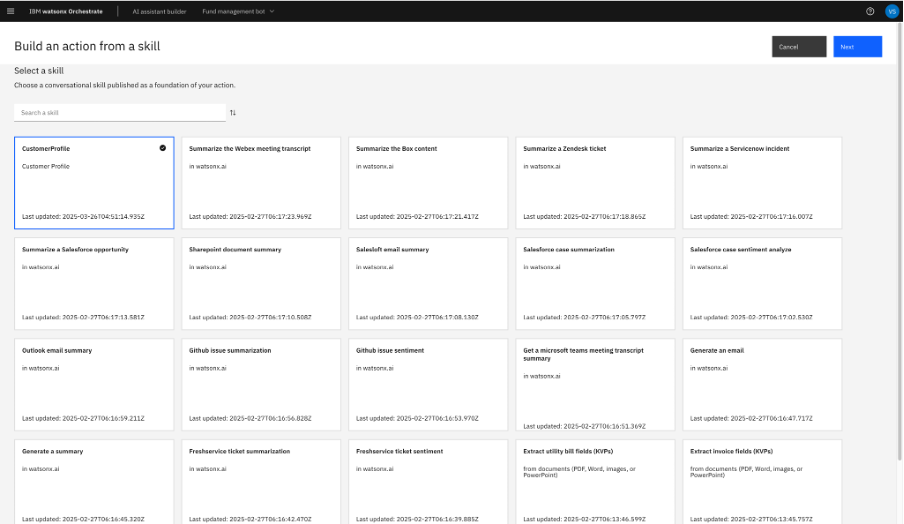 IBM watsonx Orchestrate AI assistant builder Fund management bot VS
Build an action from a skill
Cancel Next
Select a skill
Choose a conversational skill published as a foundation of your action.
Search a skill
CustomerProfile
Customer Profile
Last updated: 2025-03-26T04:51:14.935Z
Summarize the Webex meeting transcript
in watsonx.ai
Last updated: 2025-02-27T06:17:23.969Z
Summarize the Box content
in watsonx.ai
Last updated: 2025-02-27T06:17:21.417Z
Summarize a Zendesk ticket
in watsonx.ai
Last updated: 2025-02-27T06:17:18.865Z
Summarize a Servicenow incident
in watsonx.ai
Last updated: 2025-02-27T06:17:16.007Z
Summarize a Salesforce opportunity
in watsonx.ai
Last updated: 2025-02-27T06:17:13.581Z
Sharepoint document summary
in watsonx.ai
Last updated: 2025-02-27T06:17:10.508Z
Salesloft email summary
in watsonx.ai
Last updated: 2025-02-27T06:17:08.130Z
Salesforce case summarization
in watsonx.ai
Last updated: 2025-02-27T06:17:05.797Z
Salesforce case sentiment analyze
in watsonx.ai
Last updated: 2025-02-27T06:17:02.530Z
Outlook email summary
in watsonx.ai
Last updated: 2025-02-27T06:16:59.211Z
Github issue summarization
in watsonx.ai
Last updated: 2025-02-27T06:16:56.828Z
Github issue sentiment
in watsonx.ai
Last updated: 2025-02-27T06:16:53.970Z
Get a microsoft teams meeting transcript
summary
in watsonx.ai
Last updated: 2025-02-27T06:16:51.369Z
Generate an email
in watsonx.ai
Last updated: 2025-02-27T06:16:47.717Z
Generate a summary
in watsonx.ai
Last updated: 2025-02-27T06:16:45.320Z
Freshservice ticket summarization
in watsonx.ai
Last updated: 2025-02-27T06:16:42.470Z
Freshservice ticket sentiment
in watsonx.ai
Last updated: 2025-02-27T06:16:39.885Z
Extract utility bill fields (KVPs)
from documents (PDF, Word, images, or
PowerPoint)
Last updated: 2025-02-27T06:13:46.599Z
Extract invoice fields (KVPs)
from documents (PDF, Word, images, or
PowerPoint)
Last updated: 2025-02-27T06:13:45.757Z